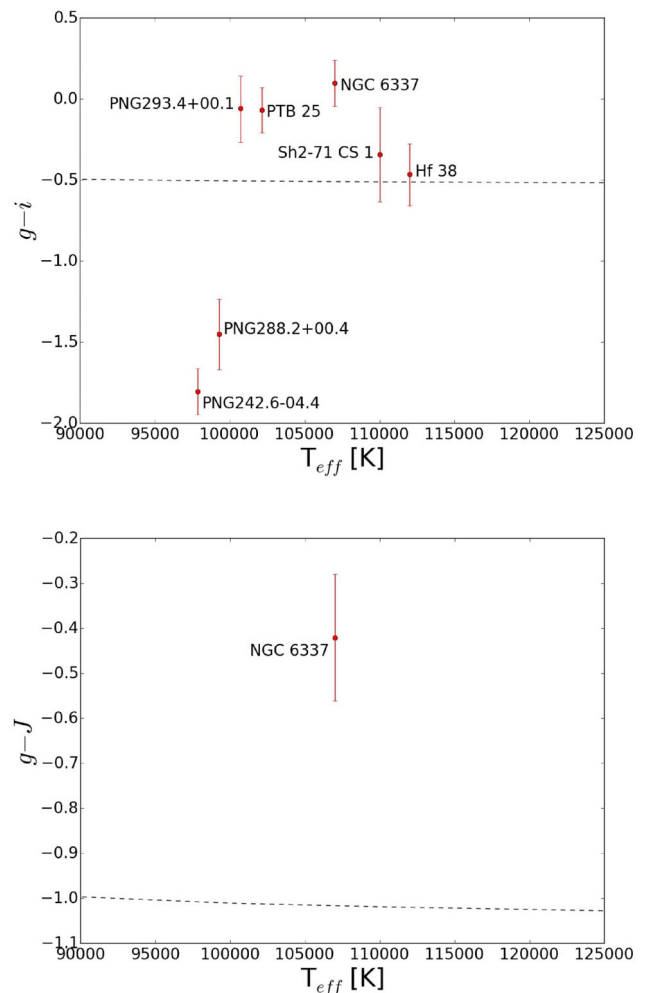 0.5
0.0
−0.5
−1.0
−1.5
−2.0
g−i
PNG293.4+00.1
PTB 25
NGC 6337
Sh2-71 CS 1
Hf 38
PNG288.2+00.4
PNG242.6-04.4
90000 95000 100000 105000 110000 115000 120000 125000
T_eff [K]
−0.2
−0.3
−0.4
−0.5
−0.6
−0.7
−0.8
−0.9
−1.0
−1.1
g−J
NGC 6337
90000 95000 100000 105000 110000 115000 120000 125000
T_eff [K]